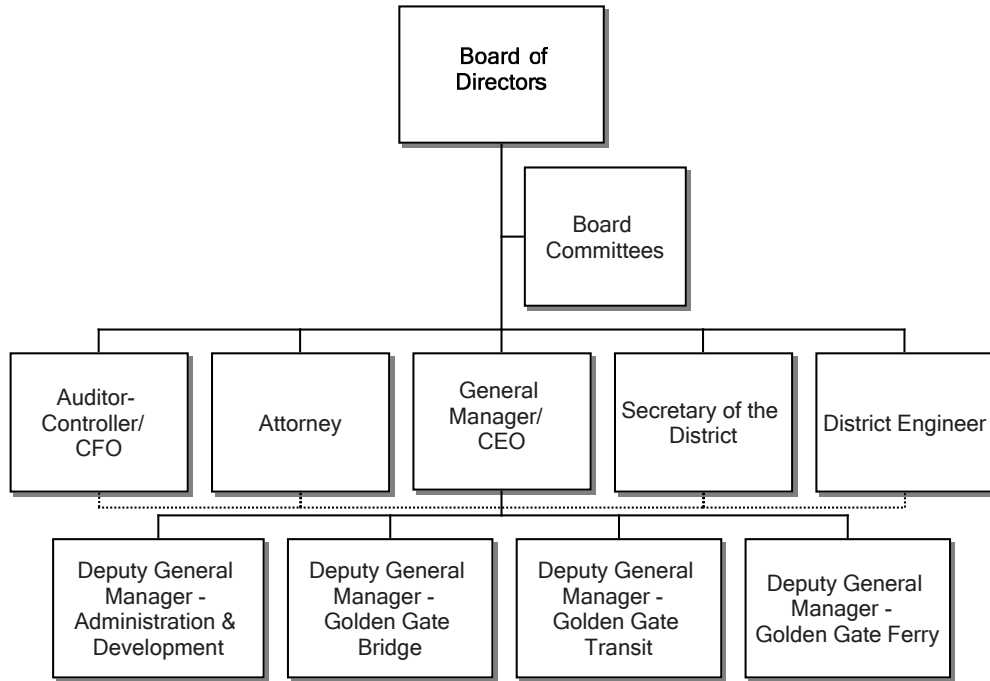 Board of
Directors
Board
Committees
Auditor-
Controller/
CFO
Attorney
General
Manager/
CEO
Secretary of the
District
District Engineer
Deputy General
Manager -
Administration &
Development
Deputy General
Manager -
Golden Gate
Bridge
Deputy General
Manager -
Golden Gate
Transit
Deputy General
Manager -
Golden Gate Ferry